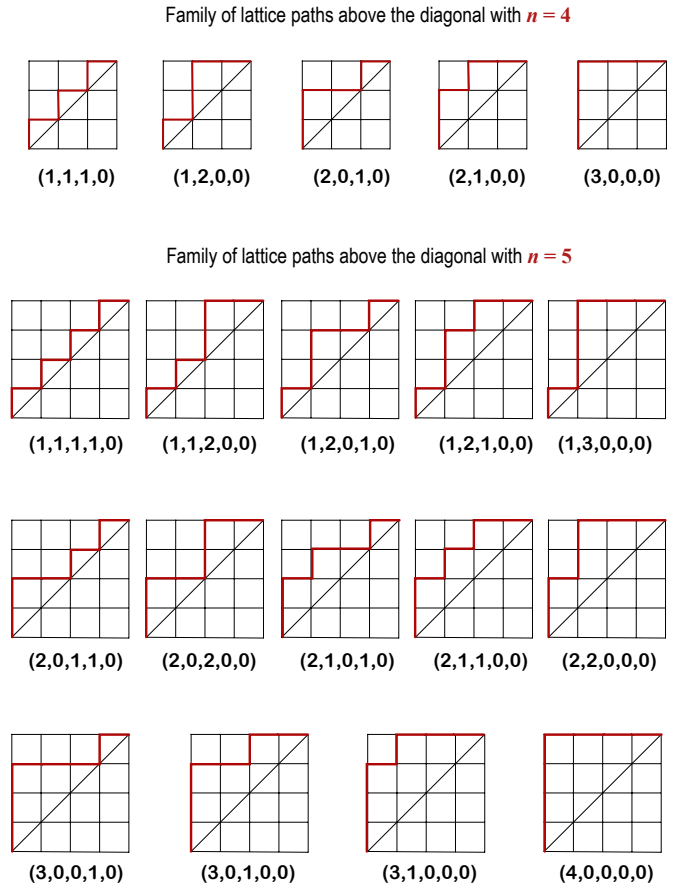 Family of lattice paths above the diagonal with n = 4
(1,1,1,0) (1,2,0,0) (2,0,1,0) (2,1,0,0) (3,0,0,0)
Family of lattice paths above the diagonal with n = 5
(1,1,1,1,0) (1,1,2,0,0) (1,2,0,1,0) (1,2,1,0,0) (1,3,0,0,0)
(2,0,1,1,0) (2,0,2,0,0) (2,1,0,1,0) (2,1,1,0,0) (2,2,0,0,0)
(3,0,0,1,0) (3,0,1,0,0) (3,1,0,0,0) (4,0,0,0,0)